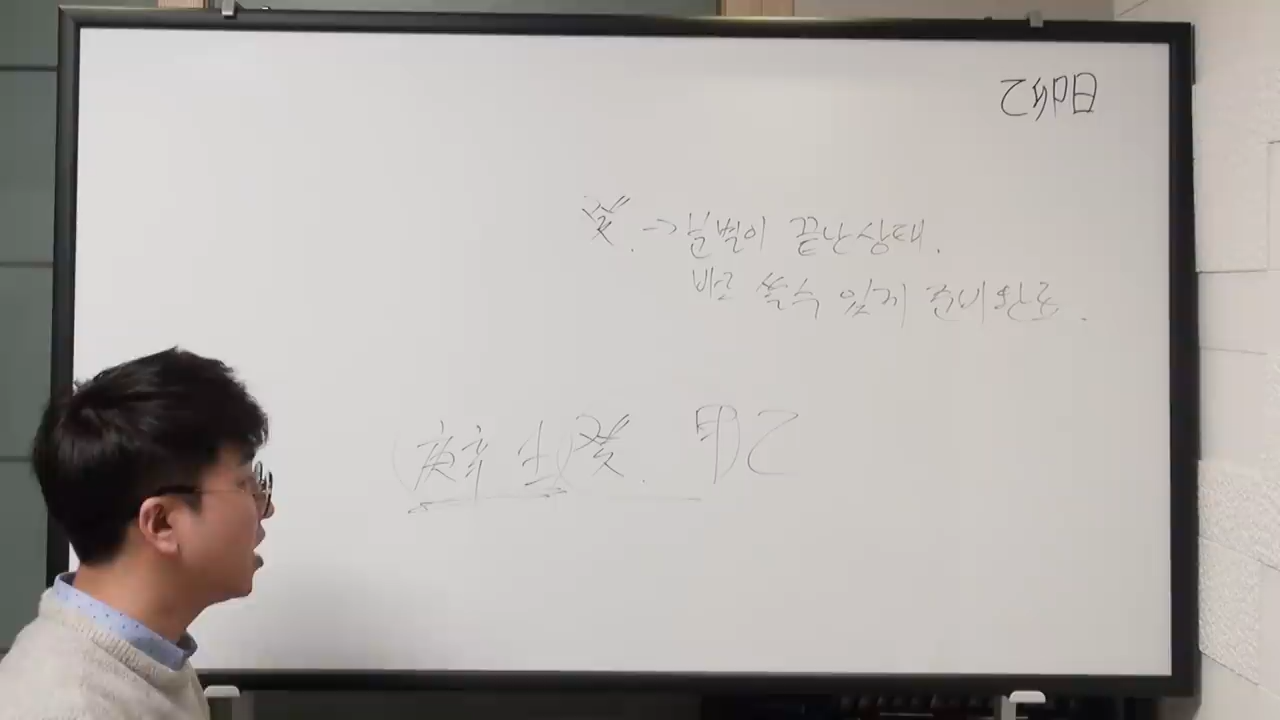 乙卯日
癸. → 분별이 끝난상태.
바로 쓸수 있게 준비완료.
(庚辛 壬)癸. 甲)乙